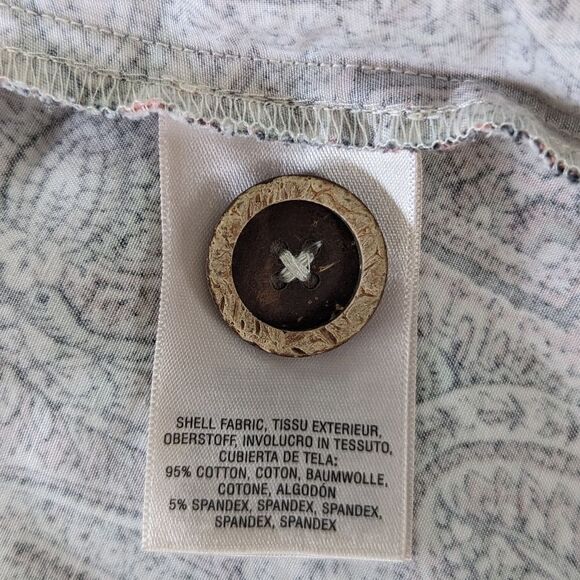 SHELL FABRIC, TISSU EXTERIEUR,
OBERSTOFF, INVOLUCRO IN TESSUTO,
CUBIERTA DE TELA:
95% COTTON, COTON, BAUMWOLLE,
COTONE, ALGODÓN
5% SPANDEX, SPANDEX, SPANDEX,
SPANDEX, SPANDEX